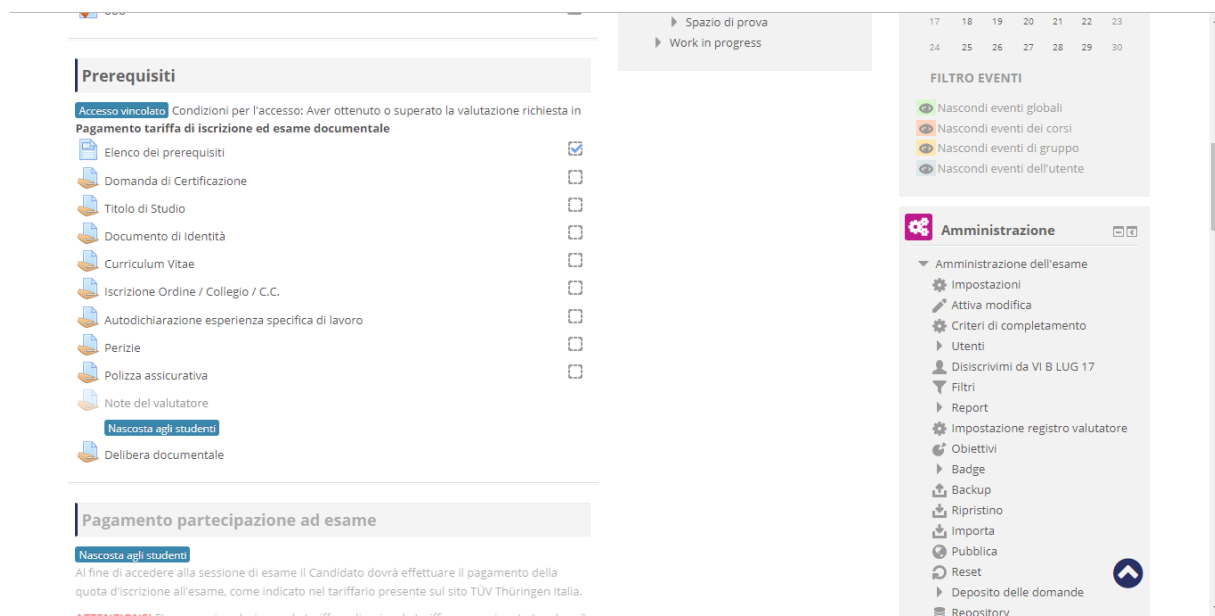 Prerequisiti
Accesso vincolato Condizioni per l'accesso: Aver ottenuto o superato la valutazione richiesta in
Pagamento tariffa di iscrizione ed esame documentale
Elenco dei prerequisiti
Domanda di Certificazione
Titolo di Studio
Documento di Identità
Curriculum Vitae
Iscrizione Ordine / Collegio / C.C.
Autodichiarazione esperienza specifica di lavoro
Perizie
Polizza assicurativa
Note del valutatore
Nascosta agli studenti
Delibera documentale
Pagamento partecipazione ad esame
Nascosta agli studenti
Al fine di accedere alla sessione di esame il Candidato dovrà effettuare il pagamento della
quota d'iscrizione all'esame, come indicato nel tariffario presente sul sito TÜV Thüringen Italia.
ATTENZIONE!
Spazio di prova
Work in progress
17 18 19 20 21 22 23
24 25 26 27 28 29 30
FILTRO EVENTI
Nascondi eventi globali
Nascondi eventi dei corsi
Nascondi eventi di gruppo
Nascondi eventi dell'utente
Amministrazione
Amministrazione dell'esame
Impostazioni
Attiva modifica
Criteri di completamento
Utenti
Disiscrivimi da VI B LUG 17
Filtri
Report
Impostazione registro valutatore
Obiettivi
Badge
Backup
Ripristino
Importa
Pubblica
Reset
Deposito delle domande
Repository